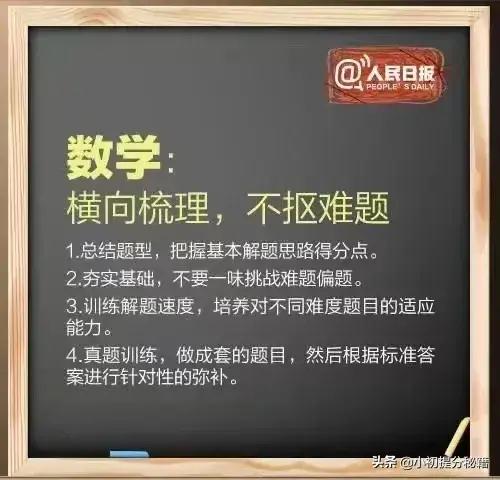 @人民日报
PEOPLE'S DAILY
数学:
横向梳理，不抠难题
1.总结题型，把握基本解题思路得分点。
2.夯实基础，不要一味挑战难题偏题。
3.训练解题速度，培养对不同难度题目的适应
能力。
4.真题训练，做成套的题目，然后根据标准答
案进行针对性的弥补。
头条 @小初提分秘籍